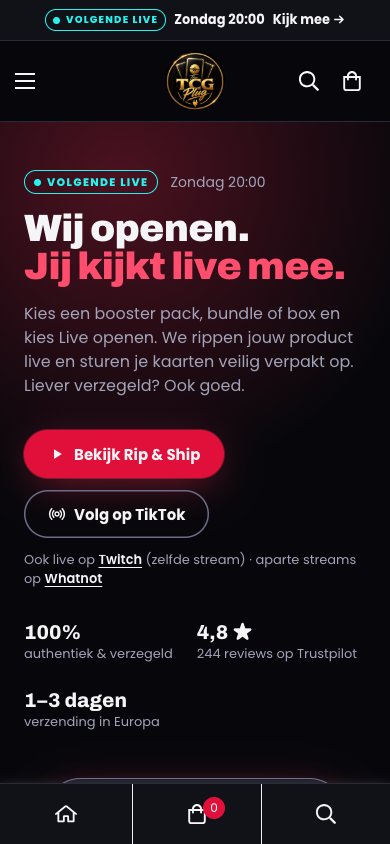 VOLGENDE LIVE Zondag 20:00 Kijk mee →
TCG
Plug
VOLGENDE LIVE Zondag 20:00
Wij openen.
Jij kijkt live mee.
Kies een booster pack, bundle of box en
kies Live openen. We rippen jouw product
live en sturen je kaarten veilig verpakt op.
Liever verzegeld? Ook goed.
Bekijk Rip & Ship
Volg op TikTok
Ook live op Twitch (zelfde stream) · aparte streams
op Whatnot
100%
authentiek & verzegeld
4,8 ★
244 reviews op Trustpilot
1–3 dagen
verzending in Europa
0